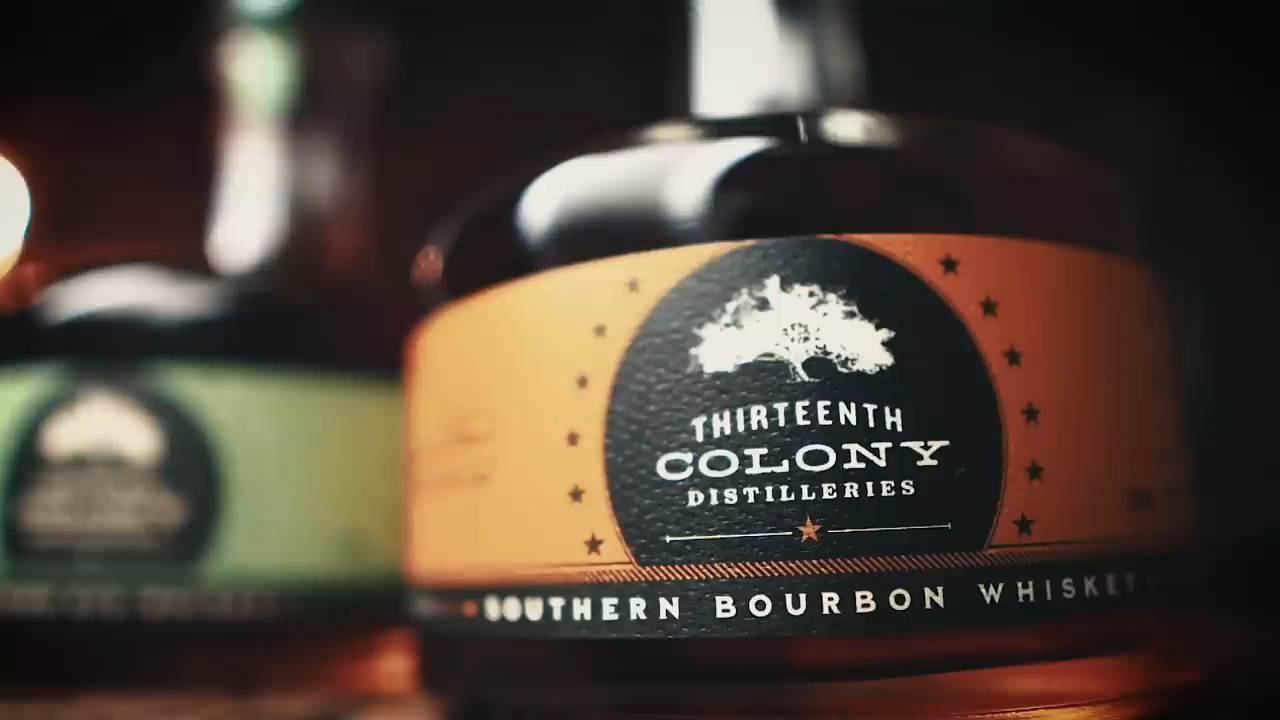 THIRTEENTH
COLONY
DISTILLERIES
SOUTHERN BOURBON WHISKEY